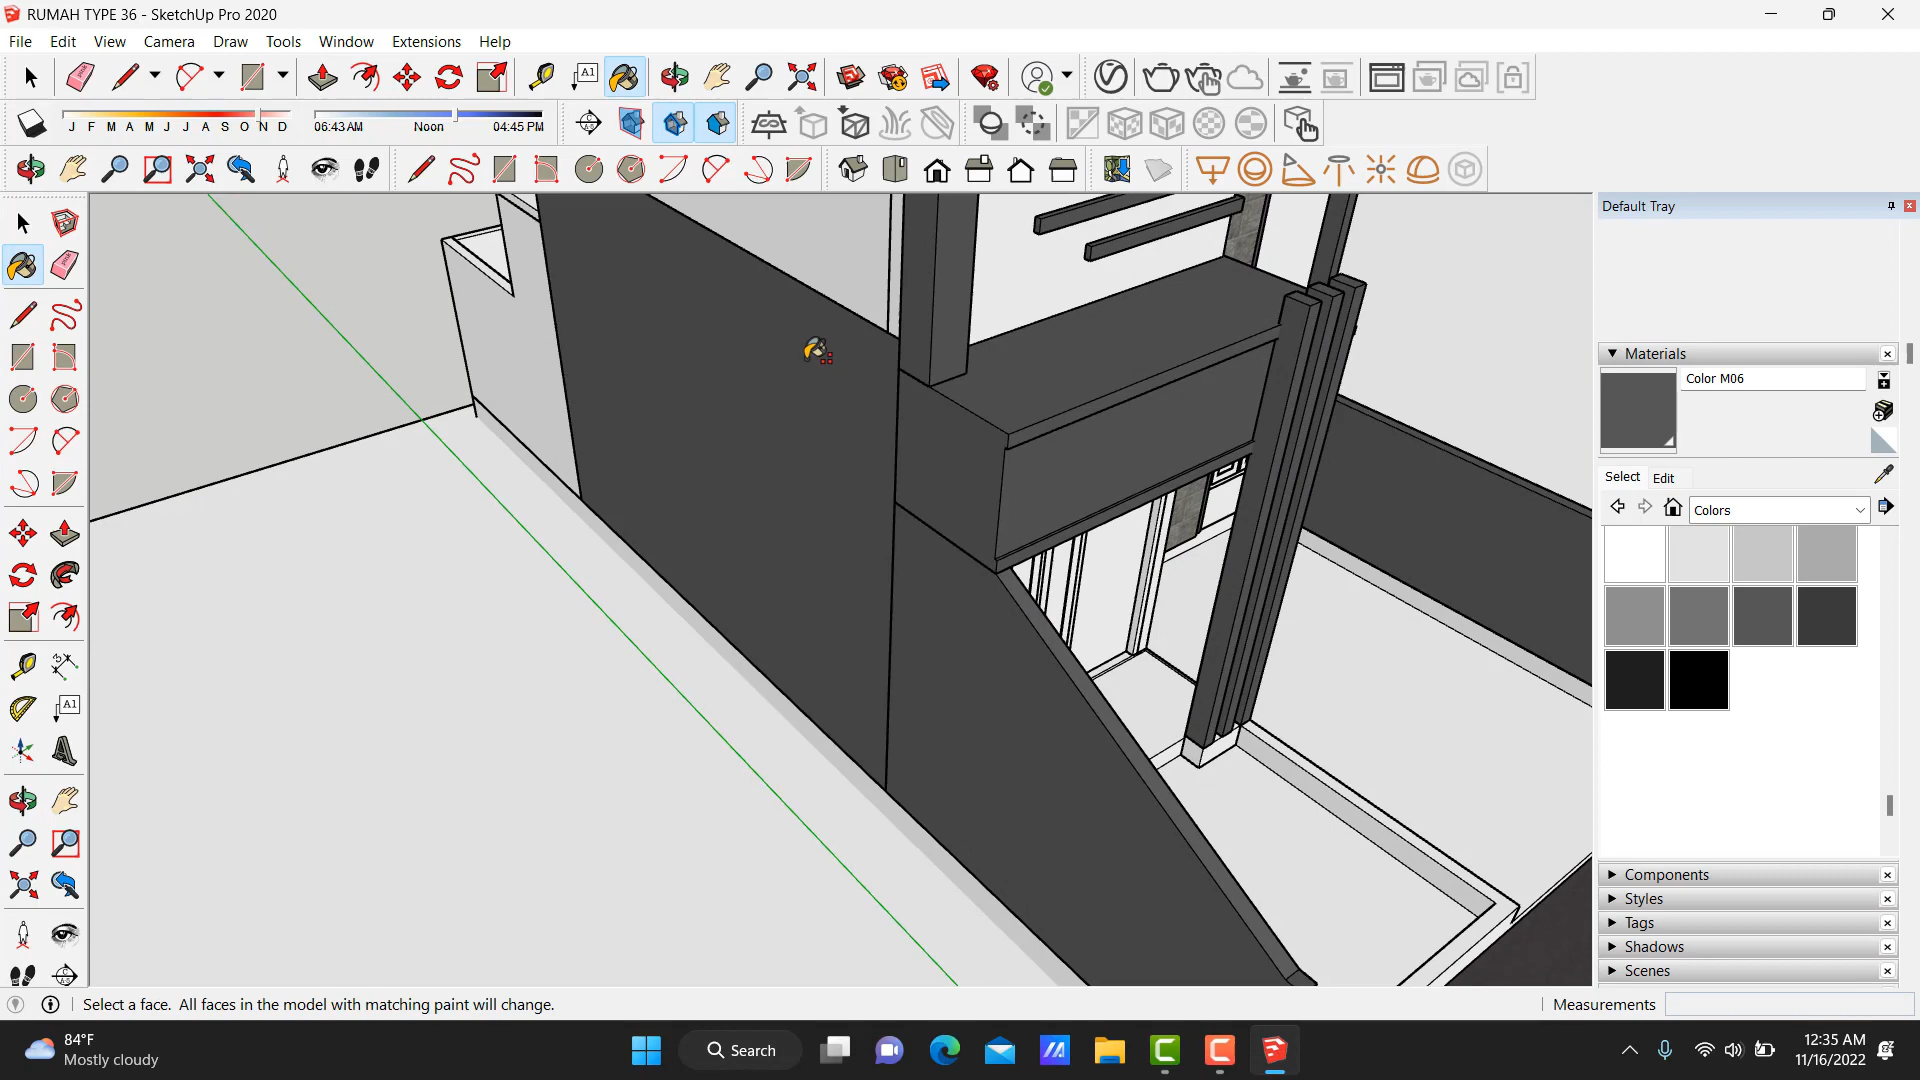 RUMAH TYPE 36 - SketchUp Pro 2020
File Edit View Camera Draw Tools Window Extensions Help
A1
J F M A M J J A S O N D
06:43 AM Noon 04:45 PM
Default Tray
Materials
Color M06
Select Edit
Colors
A1
Components
Styles
Tags
Shadows
Scenes
Select a face. All faces in the model with matching paint will change.
Measurements
84°F
Mostly cloudy
Search
12:35 AM
11/16/2022